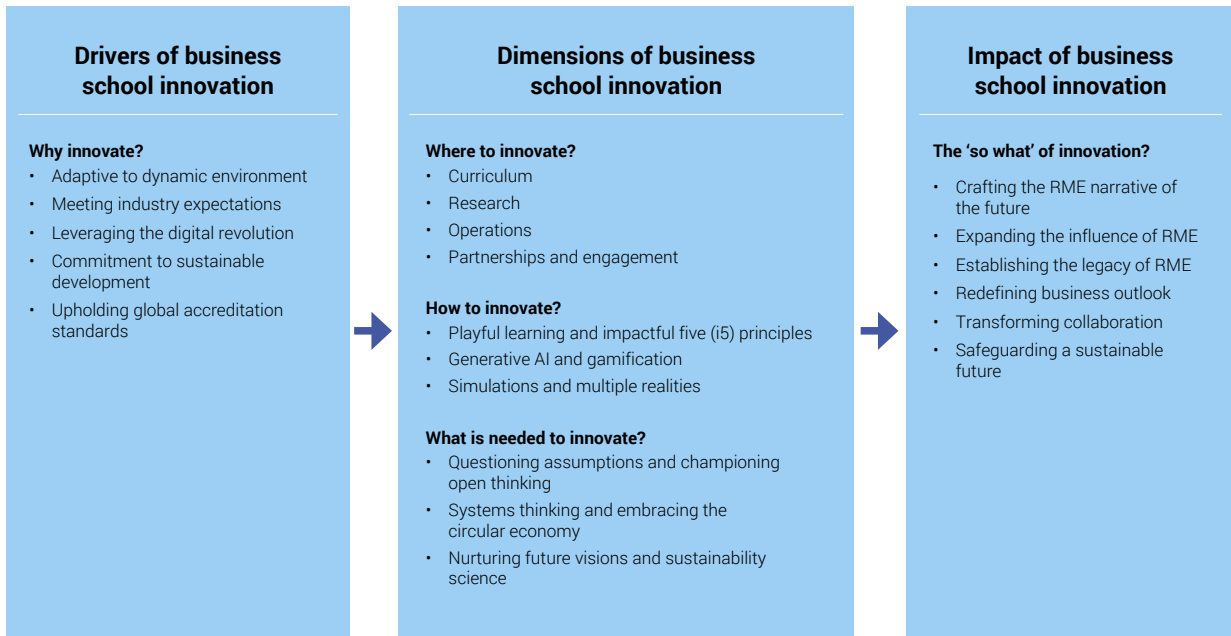 Drivers of business
school innovation
Why innovate?
• Adaptive to dynamic environment
• Meeting industry expectations
• Leveraging the digital revolution
• Commitment to sustainable
development
• Upholding global accreditation
standards
Dimensions of business
school innovation
Where to innovate?
• Curriculum
• Research
• Operations
• Partnerships and engagement
How to innovate?
• Playful learning and impactful five (i5) principles
• Generative AI and gamification
• Simulations and multiple realities
What is needed to innovate?
• Questioning assumptions and championing
open thinking
• Systems thinking and embracing the
circular economy
• Nurturing future visions and sustainability
science
Impact of business
school innovation
The ‘so what’ of innovation?
• Crafting the RME narrative of
the future
• Expanding the influence of RME
• Establishing the legacy of RME
• Redefining business outlook
• Transforming collaboration
• Safeguarding a sustainable
future